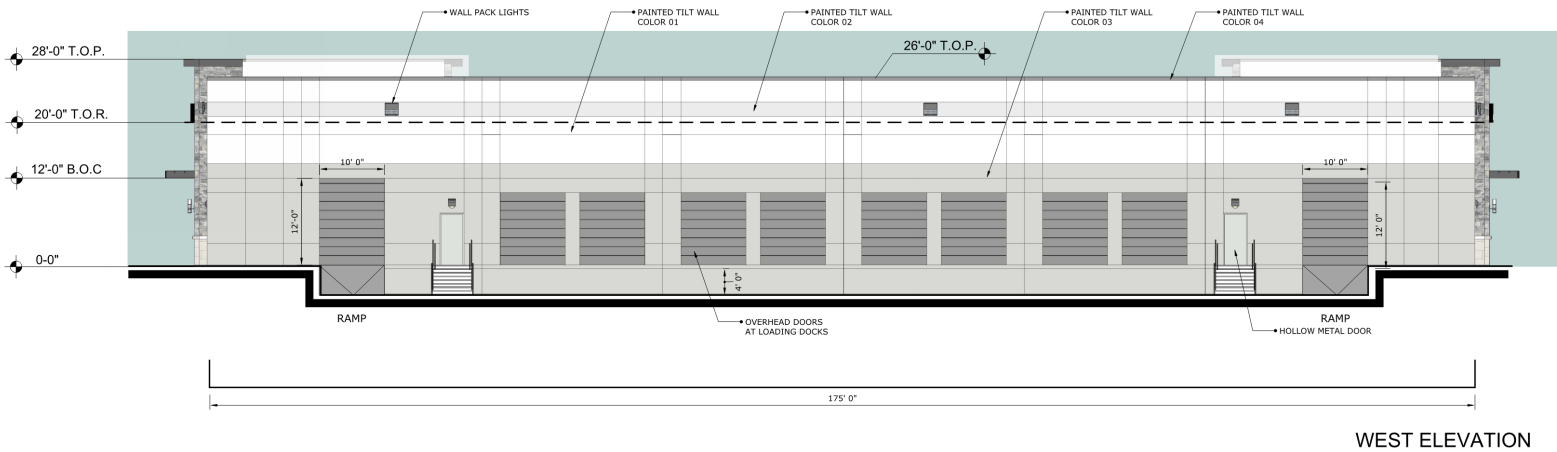 WALL PACK LIGHTS
PAINTED TILT WALL
COLOR 01
PAINTED TILT WALL
COLOR 02
PAINTED TILT WALL
COLOR 03
PAINTED TILT WALL
COLOR 04
28'-0" T.O.P.
26'-0" T.O.P.
20'-0" T.O.R.
12'-0" B.O.C
10' 0"
10' 0"
12'-0"
12' 0"
0-0"
4' 0"
RAMP
OVERHEAD DOORS
AT LOADING DOCKS
RAMP
HOLLOW METAL DOOR
175' 0"
WEST ELEVATION